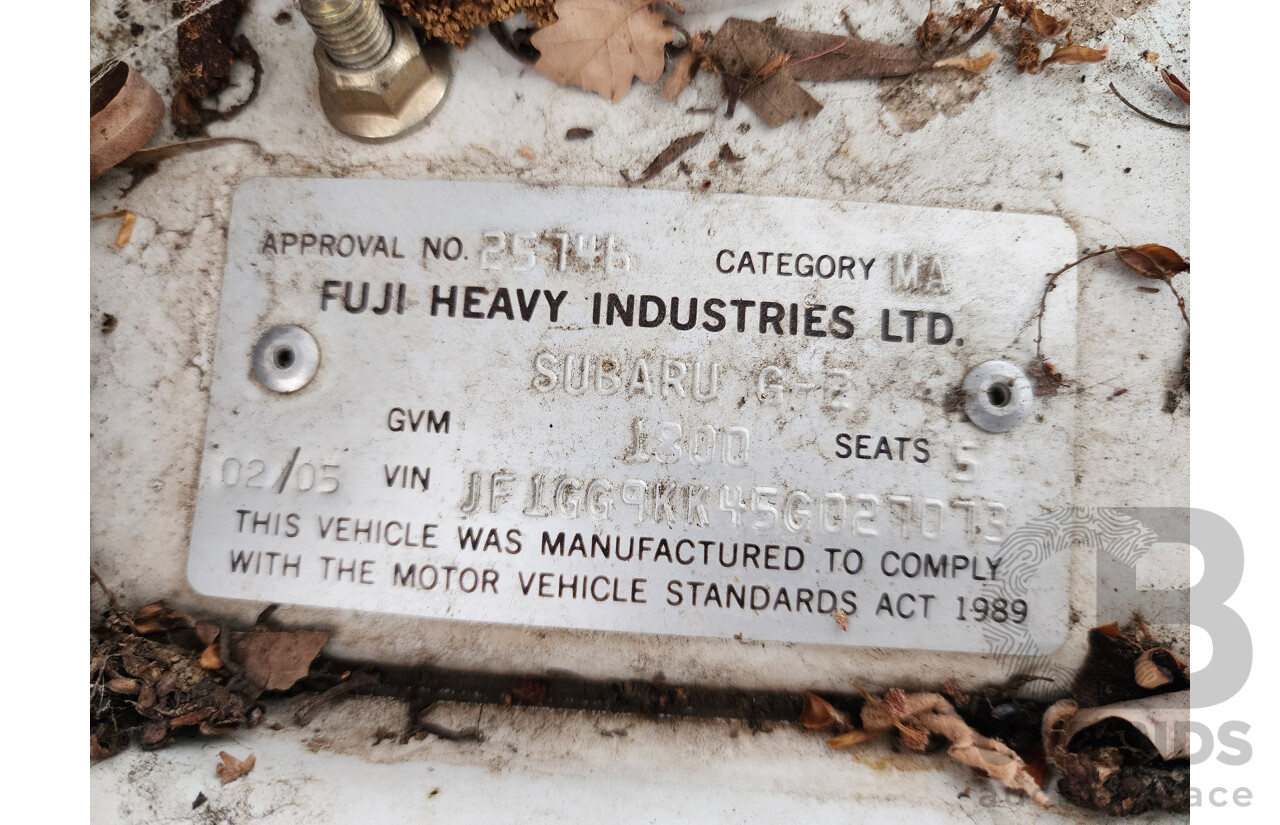 APPROVAL NO. 25746 CATEGORY MA
FUJI HEAVY INDUSTRIES LTD.
SUBARU G-2
GVM 1800 SEATS 5
02/05 VIN JF1GG9KK45G027073
THIS VEHICLE WAS MANUFACTURED TO COMPLY
WITH THE MOTOR VEHICLE STANDARDS ACT 1989